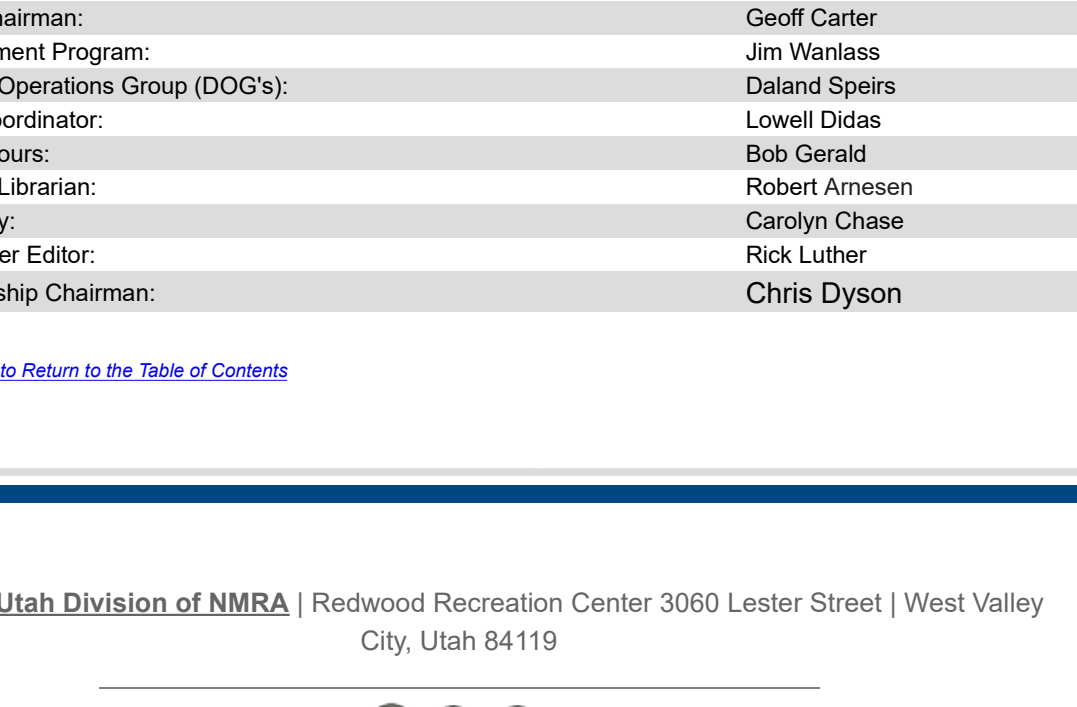 hairman: Geoff Carter
ment Program: Jim Wanlass
Operations Group (DOG's): Daland Speirs
ordinator: Lowell Didas
ours: Bob Gerald
Librarian: Robert Arnesen
y: Carolyn Chase
er Editor: Rick Luther
ship Chairman: Chris Dyson
to Return to the Table of Contents
Utah Division of NMRA | Redwood Recreation Center 3060 Lester Street | West Valley
City, Utah 84119